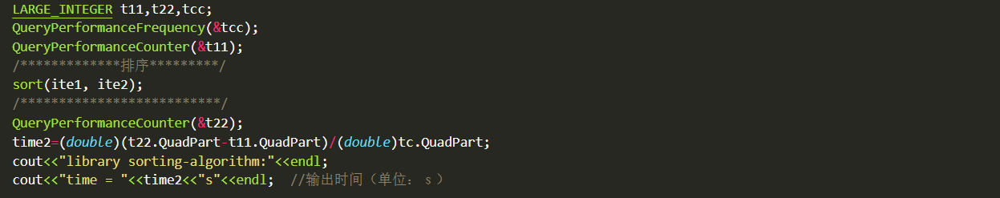 LARGE_INTEGER t11,t22,tcc;
QueryPerformanceFrequency(&tcc);
QueryPerformanceCounter(&t11);
/*************排序*********/
sort(ite1, ite2);
/**************************/
QueryPerformanceCounter(&t22);
time2=(double)(t22.QuadPart-t11.QuadPart)/(double)tc.QuadPart;
cout<<"library sorting-algorithm:"<<endl;
cout<<"time = "<<time2<<"s"<<endl;  //输出时间（单位：ｓ）